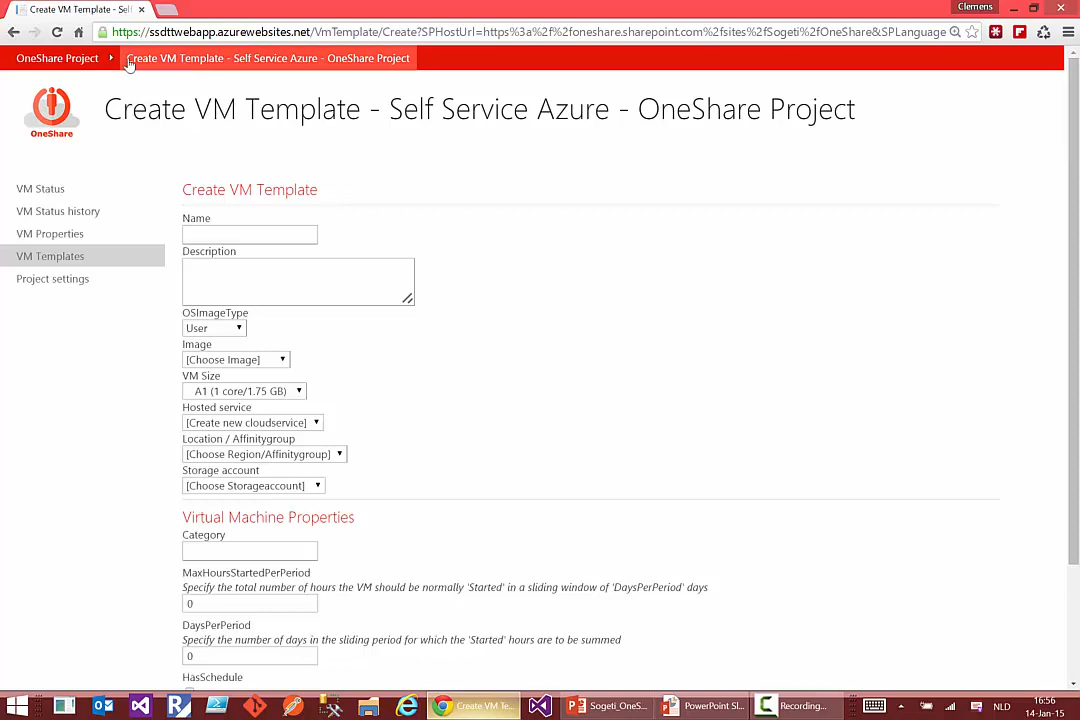 Create VM Template - Self
Clemens
https://ssdttwebapp.azurewebsites.net/VmTemplate/Create?SPHostUrl=https%3a%2f%2foneshare.sharepoint.com%2fsites%2fSogeti%2fOneShare&SPLanguage
OneShare Project
Create VM Template - Self Service Azure - OneShare Project
OneShare
Create VM Template - Self Service Azure - OneShare Project
VM Status
VM Status history
VM Properties
VM Templates
Project settings
Create VM Template
Name
Description
OSImageType
User
Image
[Choose Image]
VM Size
A1 (1 core/1.75 GB)
Hosted service
[Create new cloudservice]
Location / Affinitygroup
[Choose Region/Affinitygroup]
Storage account
[Choose Storageaccount]
Virtual Machine Properties
Category
MaxHoursStartedPerPeriod
Specify the total number of hours the VM should be normally 'Started' in a sliding window of 'DaysPerPeriod' days
0
DaysPerPeriod
Specify the number of days in the sliding period for which the 'Started' hours are to be summed
0
HasSchedule
Create VM Te...
Sogeti_OneS...
PowerPoint Sl...
Recording...
NLD
16:56
14-Jan-15